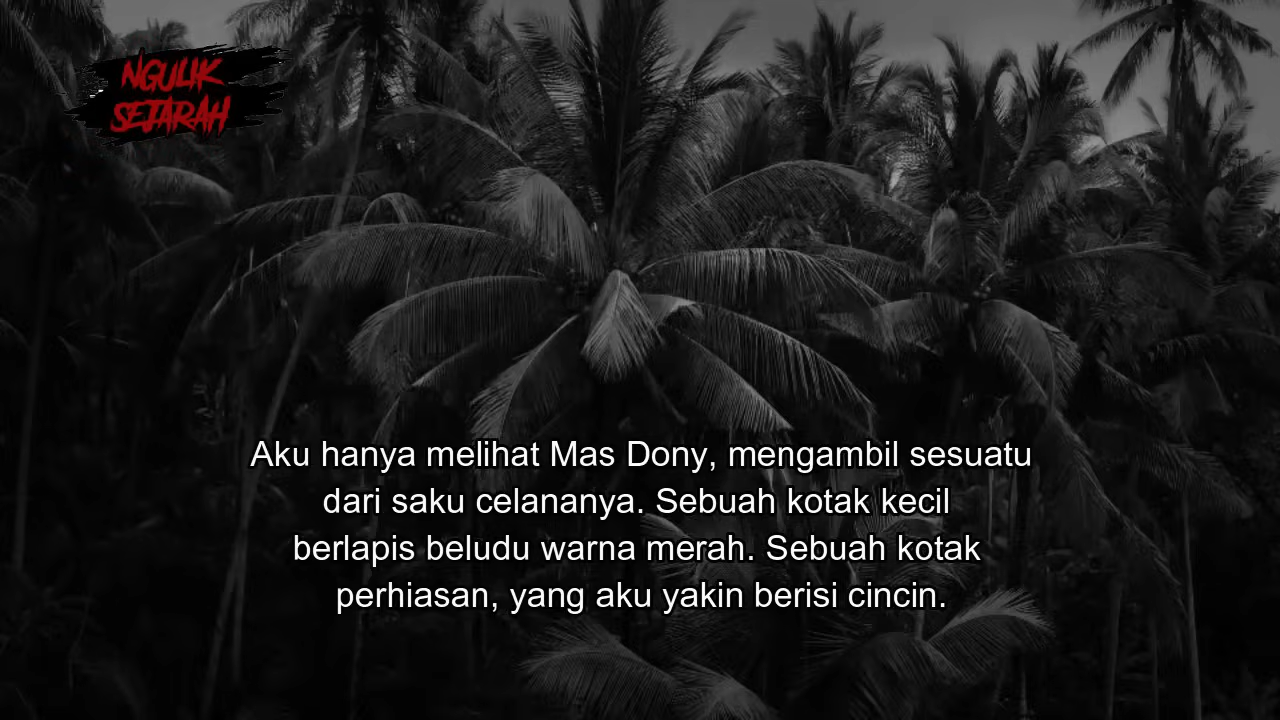 NGULIK
SEJARAH
Aku hanya melihat Mas Dony, mengambil sesuatu
dari saku celananya. Sebuah kotak kecil
berlapis beludu warna merah. Sebuah kotak
perhiasan, yang aku yakin berisi cincin.